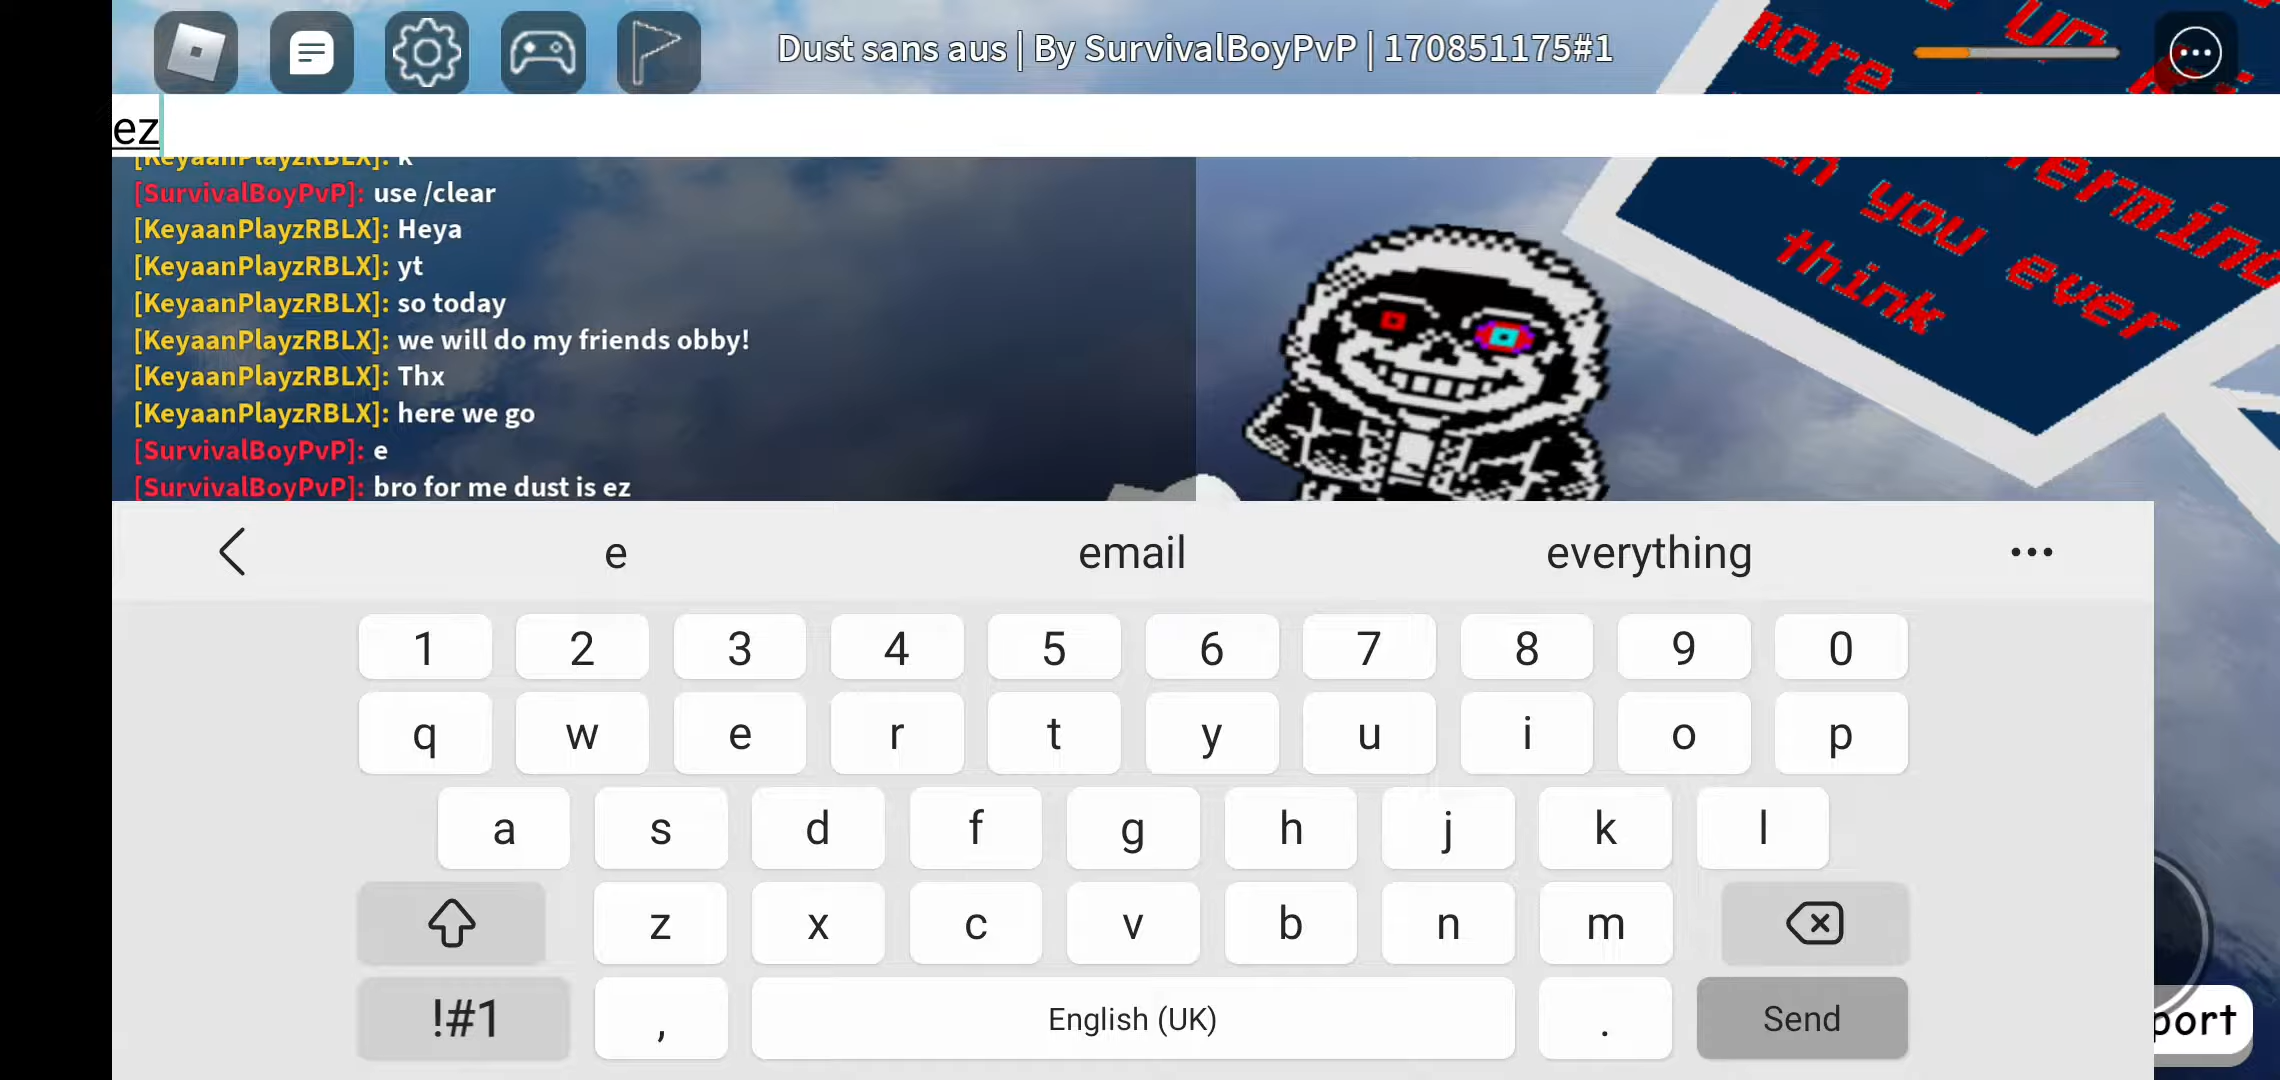 Dust sans aus | By SurvivalBoyPvP | 170851175#1
ez
[KeyaanPlayzRBLX]: k
[SurvivalBoyPvP]: use /clear
[KeyaanPlayzRBLX]: Heya
[KeyaanPlayzRBLX]: yt
[KeyaanPlayzRBLX]: so today
[KeyaanPlayzRBLX]: we will do my friends obby!
[KeyaanPlayzRBLX]: Thx
[KeyaanPlayzRBLX]: here we go
[SurvivalBoyPvP]: e
[SurvivalBoyPvP]: bro for me dust is ez
more
you ever
think
e email everything
1 2 3 4 5 6 7 8 9 0
q w e r t y u i o p
a s d f g h j k l
z x c v b n m
!#1 , English (UK) . Send
port